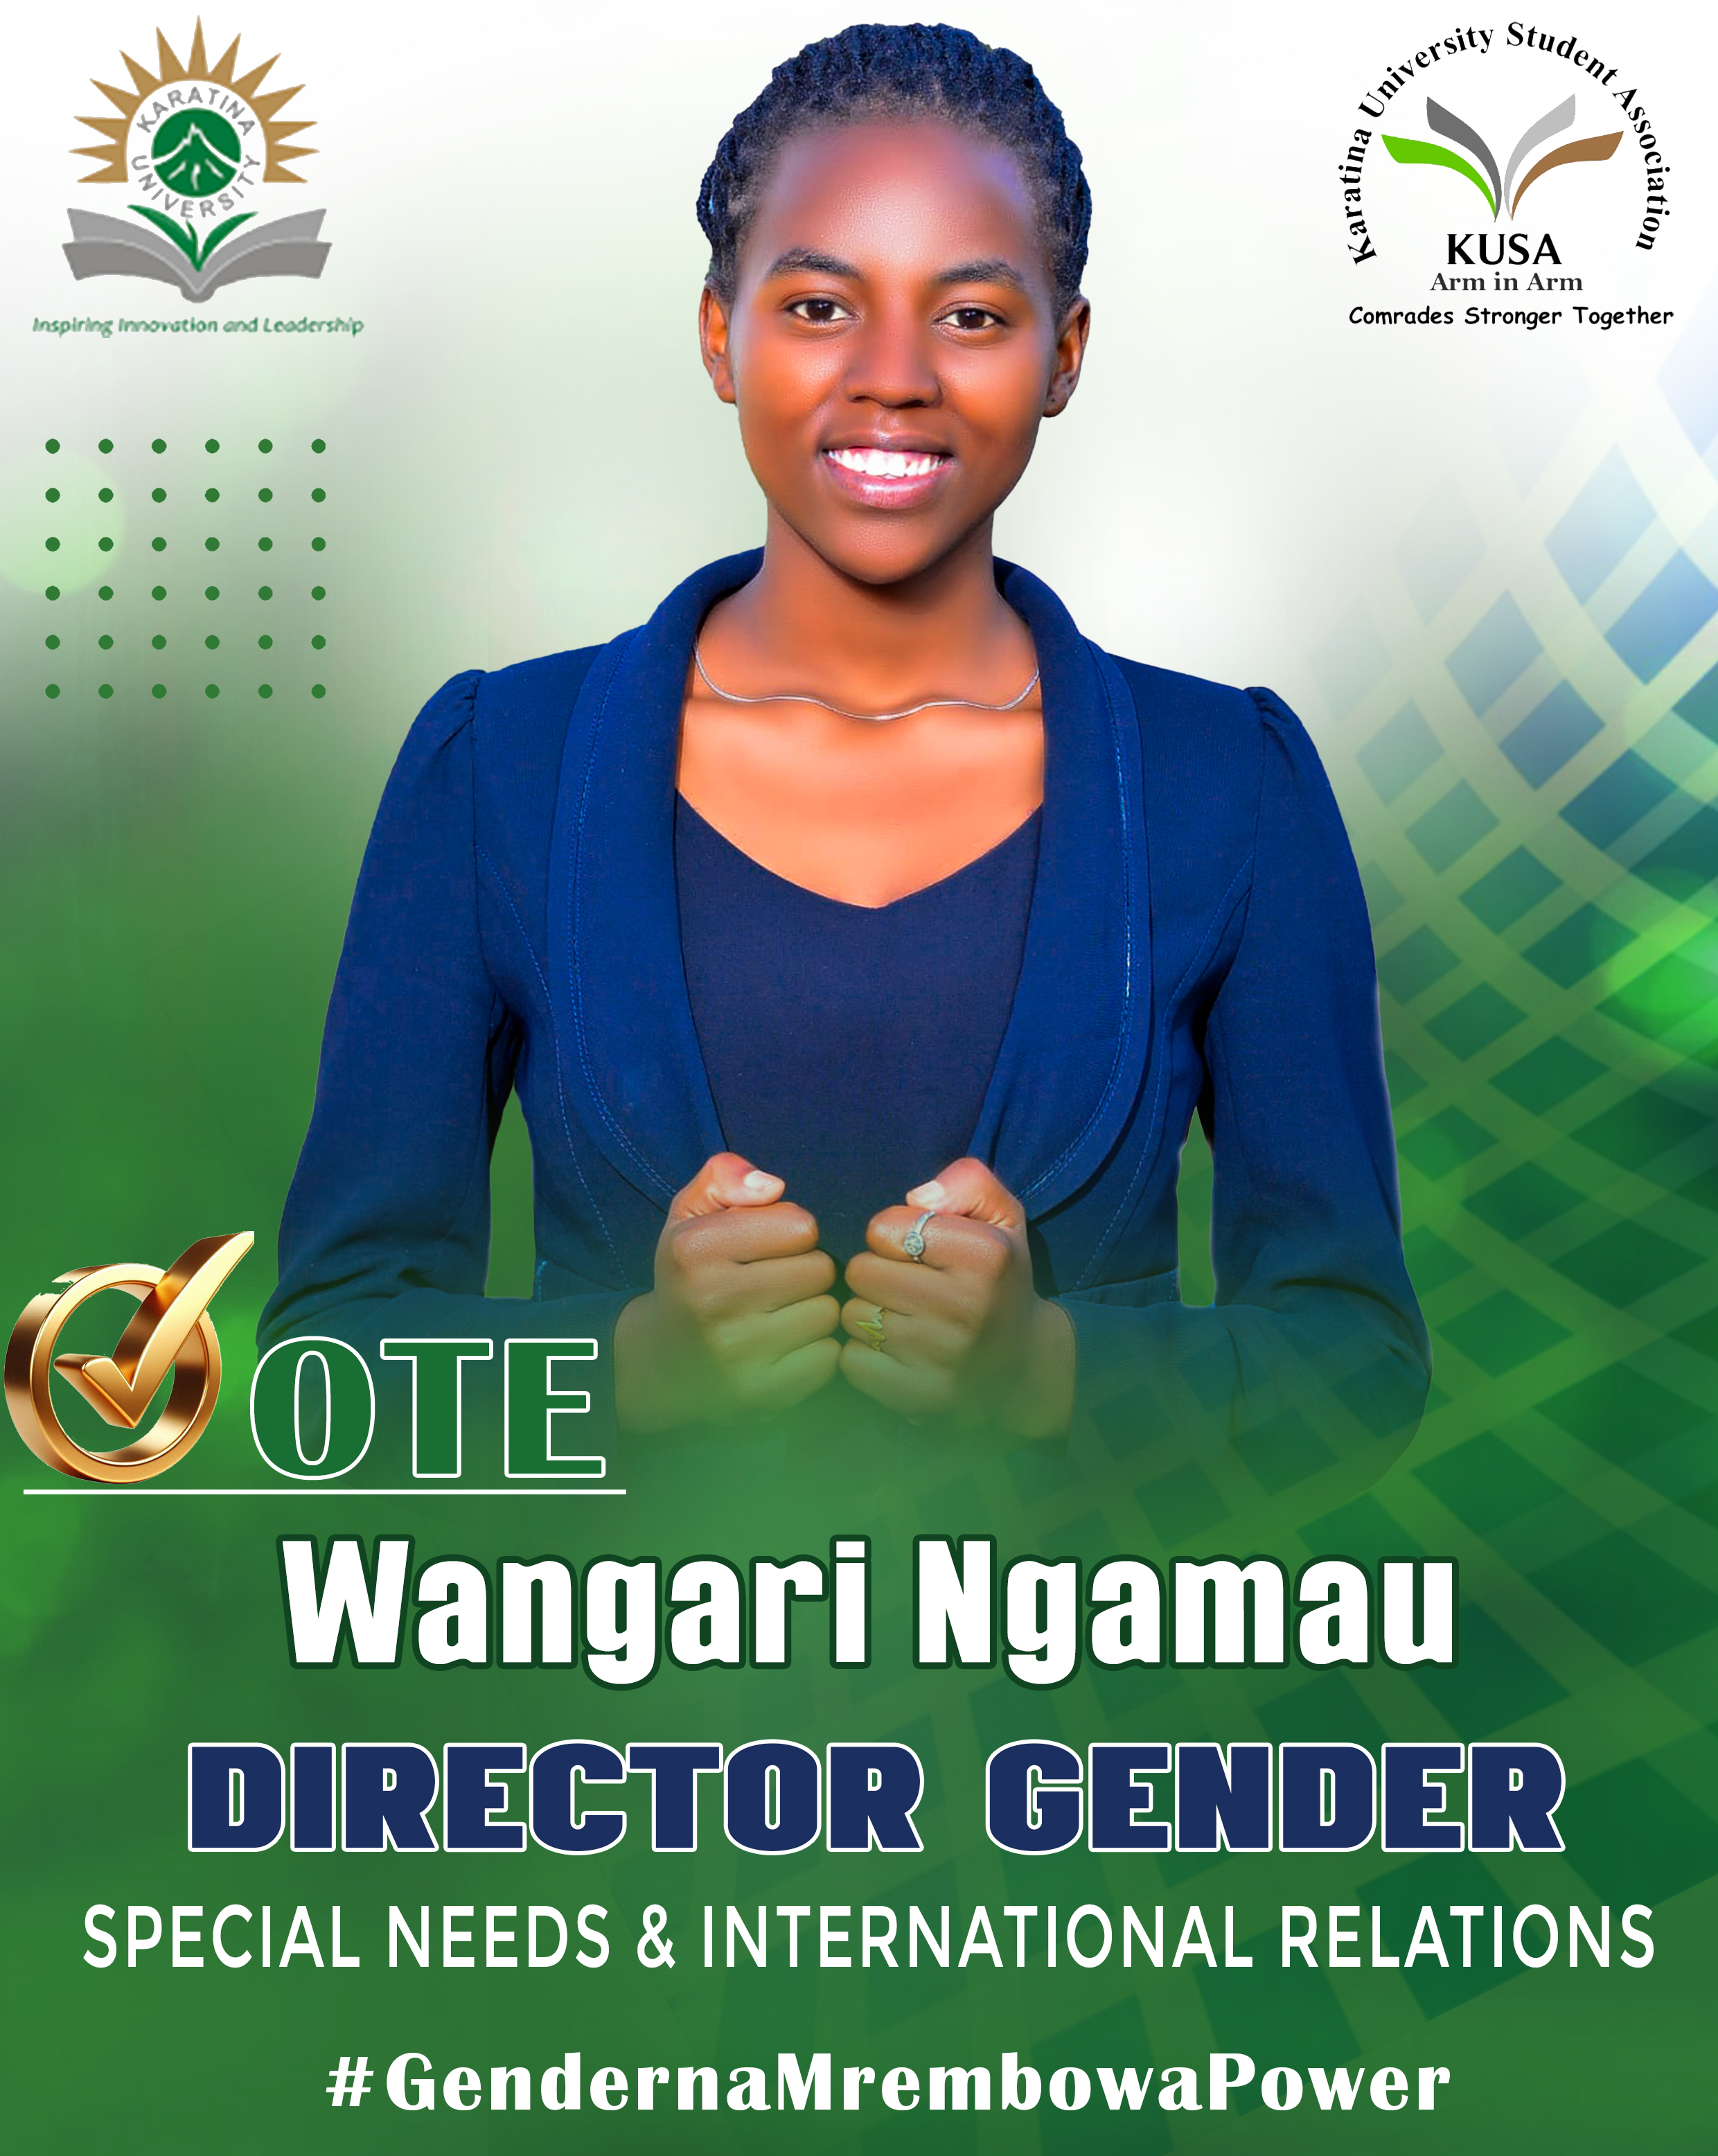 KARATINA
UNIVERSITY
Inspiring Innovation and Leadership
Karatina University Student Association
KUSA
Arm in Arm
Comrades Stronger Together
VOTE
Wangari Ngamau
DIRECTOR GENDER
SPECIAL NEEDS & INTERNATIONAL RELATIONS
#GendernaMrembowaPower